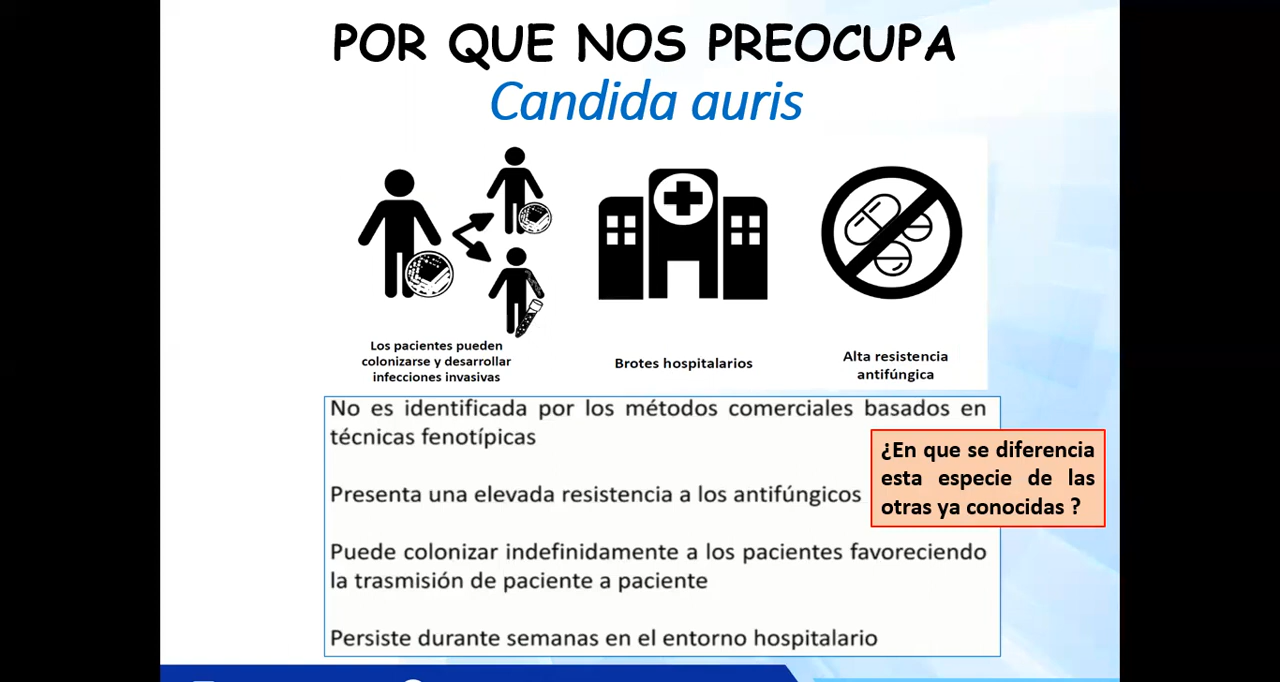 POR QUE NOS PREOCUPA
Candida auris
Los pacientes pueden
colonizarse y desarrollar
infecciones invasivas
Brotes hospitalarios
Alta resistencia
antifúngica
No es identificada por los métodos comerciales basados en
técnicas fenotípicas
Presenta una elevada resistencia a los antifúngicos
Puede colonizar indefinidamente a los pacientes favoreciendo
la trasmisión de paciente a paciente
Persiste durante semanas en el entorno hospitalario
¿En que se diferencia
esta especie de las
otras ya conocidas ?